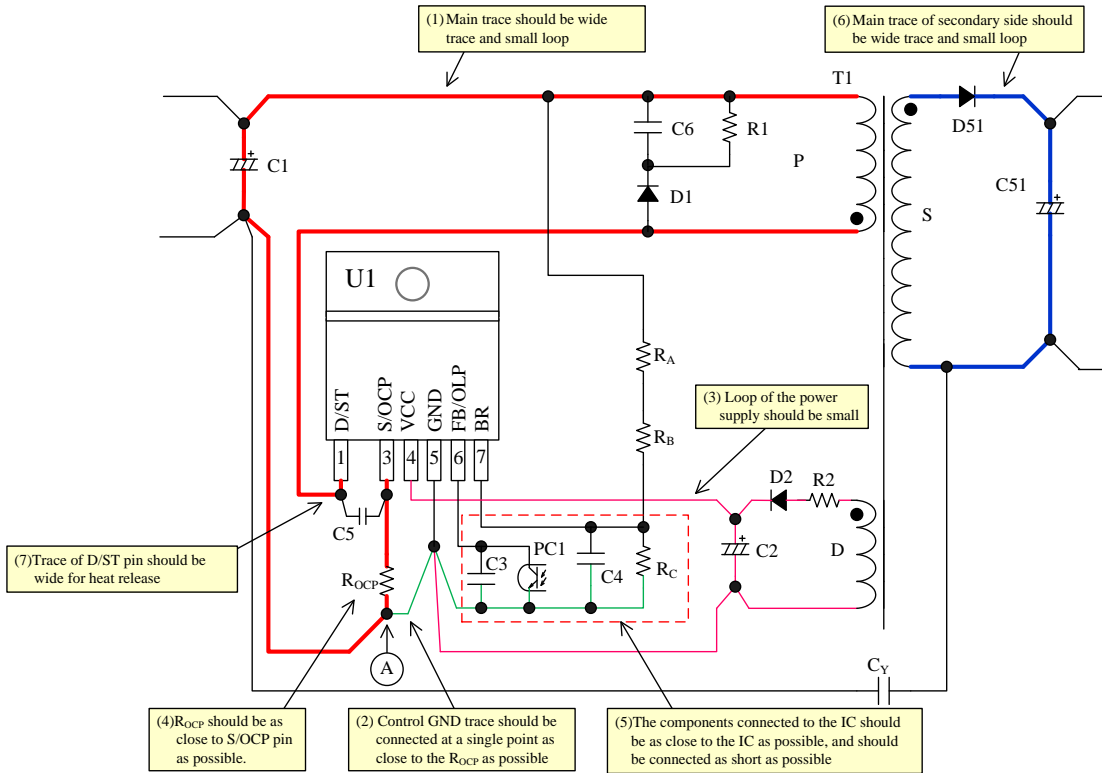 (1) Main trace should be wide
trace and small loop
(6) Main trace of secondary side should
be wide trace and small loop
T1
D51
C6
R1
P
C1
+
D1
S
C51
+
U1
D/ST
S/OCP
VCC
GND
FB/OLP
BR
1
3
4
5
6
7
RA
RB
(3) Loop of the power
supply should be small
D2
R2
C5
(7)Trace of D/ST pin should be
wide for heat release
PC1
C3
C4
RC
C2
+
D
ROCP
A
CY
(4)ROCP should be as
close to S/OCP pin
as possible.
(2) Control GND trace should be
connected at a single point as
close to the ROCP as possible
(5)The components connected to the IC should
be as close to the IC as possible, and should
be connected as short as possible